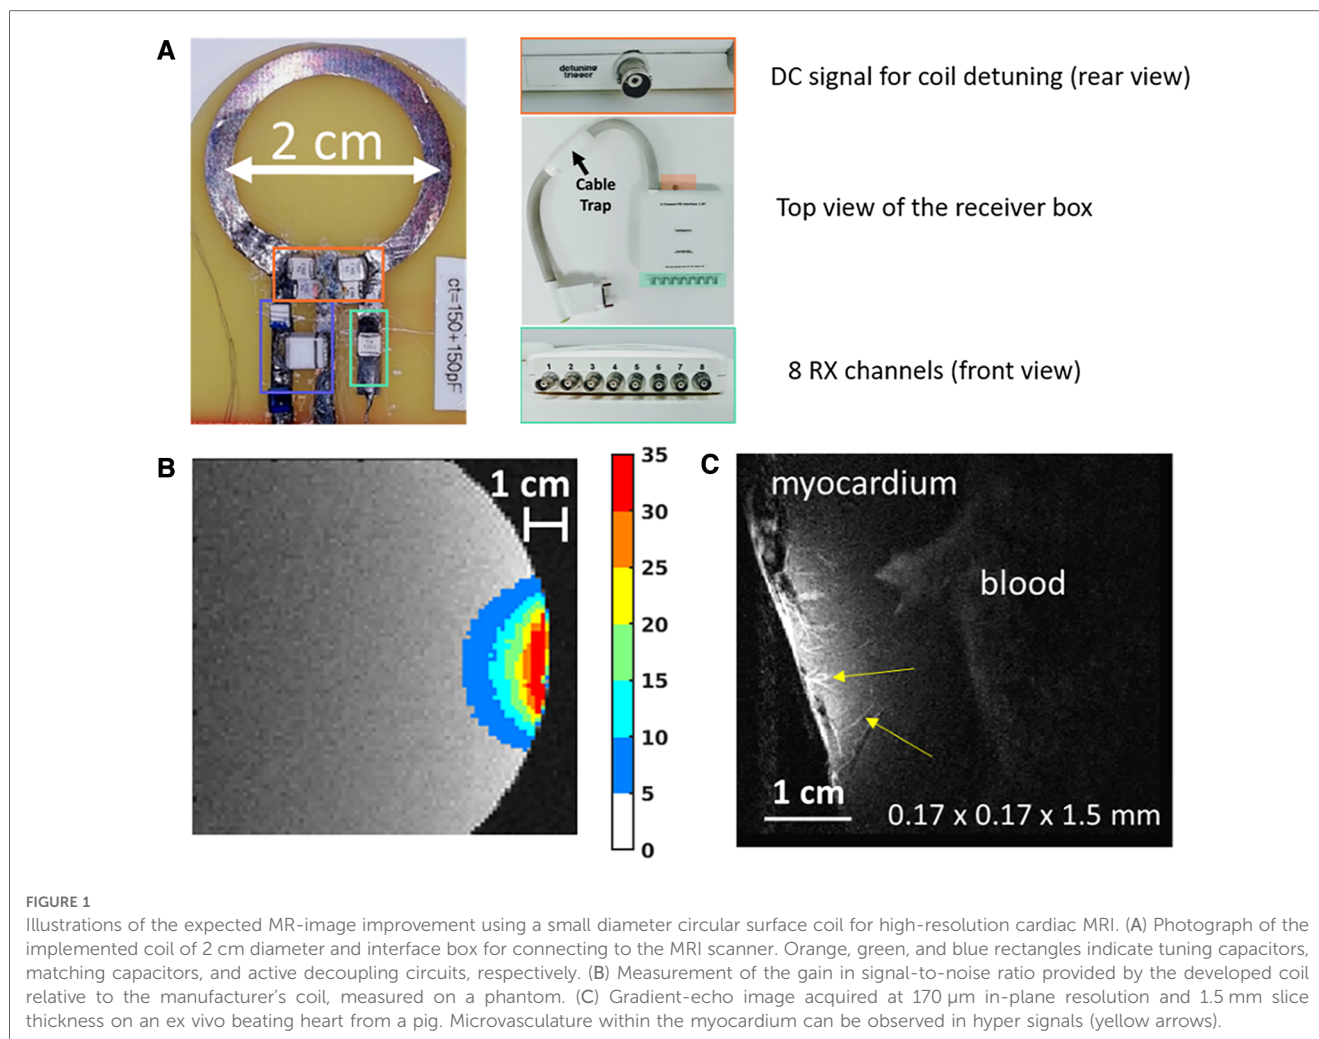 A
2 cm
ct=150+150pF
detuning
trigger
DC signal for coil detuning (rear view)
Cable
Trap
Top view of the receiver box
1 2 3 4 5 6 7 8
8 RX channels (front view)
B
1 cm
35
30
25
20
15
10
5
0
C
myocardium
blood
1 cm
0.17 x 0.17 x 1.5 mm
FIGURE 1
Illustrations of the expected MR-image improvement using a small diameter circular surface coil for high-resolution cardiac MRI. (A) Photograph of the
implemented coil of 2 cm diameter and interface box for connecting to the MRI scanner. Orange, green, and blue rectangles indicate tuning capacitors,
matching capacitors, and active decoupling circuits, respectively. (B) Measurement of the gain in signal-to-noise ratio provided by the developed coil
relative to the manufacturer's coil, measured on a phantom. (C) Gradient-echo image acquired at 170 µm in-plane resolution and 1.5 mm slice
thickness on an ex vivo beating heart from a pig. Microvasculature within the myocardium can be observed in hyper signals (yellow arrows).